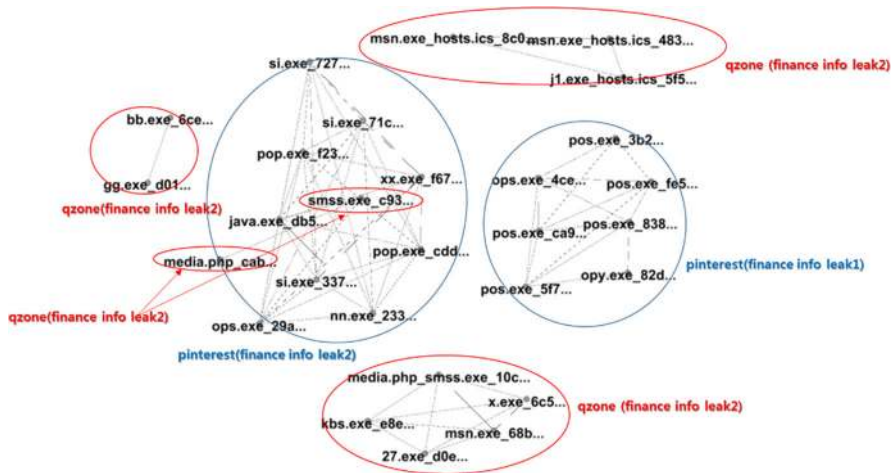 msn.exe_hosts.ics_8c0...
msn.exe_hosts.ics_483...
j1.exe_hosts.ics_5f5...
qzone (finance info leak2)
si.exe_727...
si.exe_71c...
pop.exe_f23...
xx.exe_f67...
smss.exe_c93...
java.exe_db5...
pop.exe_cdd...
media.php_cab...
si.exe_337...
nn.exe_233...
ops.exe_29a...
pinterest(finance info leak2)
bb.exe_6ce...
gg.exe_d01...
qzone(finance info leak2)
qzone(finance info leak2)
pos.exe_3b2...
ops.exe_4ce...
pos.exe_fe5...
pos.exe_ca9...
pos.exe_838...
opy.exe_82d...
pos.exe_5f7...
pinterest(finance info leak1)
media.php_smss.exe_10c...
x.exe_6c5...
kbs.exe_e8e...
msn.exe_68b...
27.exe_d0e...
qzone (finance info leak2)